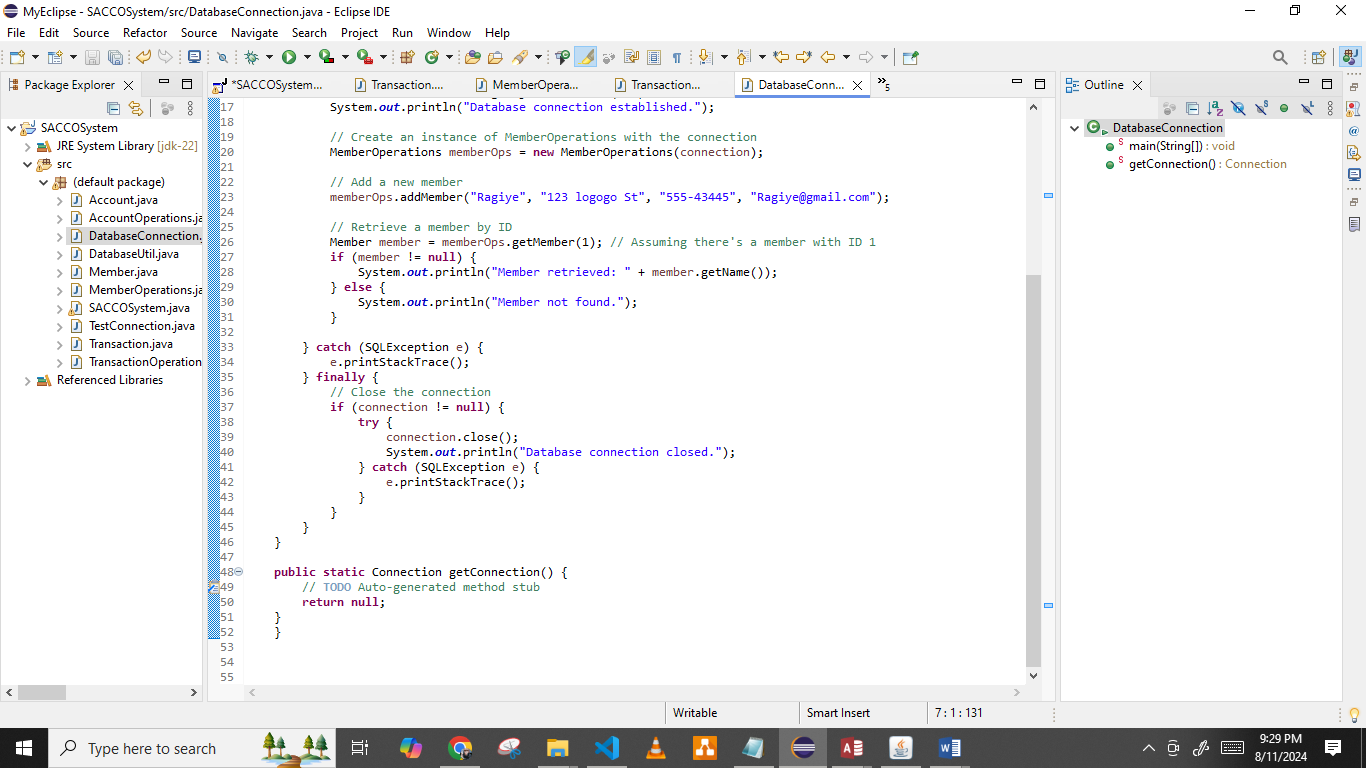 MyEclipse - SACCOSystem/src/DatabaseConnection.java - Eclipse IDE
File Edit Source Refactor Source Navigate Search Project Run Window Help
Package Explorer
*SACCOSystem... Transaction.... MemberOpera... Transaction... DatabaseConn... »5
Outline
SACCOSystem
JRE System Library [jdk-22]
src
(default package)
Account.java
AccountOperations.ja
DatabaseConnection.
DatabaseUtil.java
Member.java
MemberOperations.ja
SACCOSystem.java
TestConnection.java
Transaction.java
TransactionOperation
Referenced Libraries
17 System.out.println("Database connection established.");
18
19 // Create an instance of MemberOperations with the connection
20 MemberOperations memberOps = new MemberOperations(connection);
21
22 // Add a new member
23 memberOps.addMember("Ragiye", "123 logogo St", "555-43445", "Ragiye@gmail.com");
24
25 // Retrieve a member by ID
26 Member member = memberOps.getMember(1); // Assuming there's a member with ID 1
27 if (member != null) {
28 System.out.println("Member retrieved: " + member.getName());
29 } else {
30 System.out.println("Member not found.");
31 }
32
33 } catch (SQLException e) {
34 e.printStackTrace();
35 } finally {
36 // Close the connection
37 if (connection != null) {
38 try {
39 connection.close();
40 System.out.println("Database connection closed.");
41 } catch (SQLException e) {
42 e.printStackTrace();
43 }
44 }
45 }
46 }
47
48 public static Connection getConnection() {
49 // TODO Auto-generated method stub
50 return null;
51 }
52 }
53
54
55
DatabaseConnection
main(String[]) : void
getConnection() : Connection
Writable Smart Insert 7 : 1 : 131
Type here to search
9:29 PM
8/11/2024